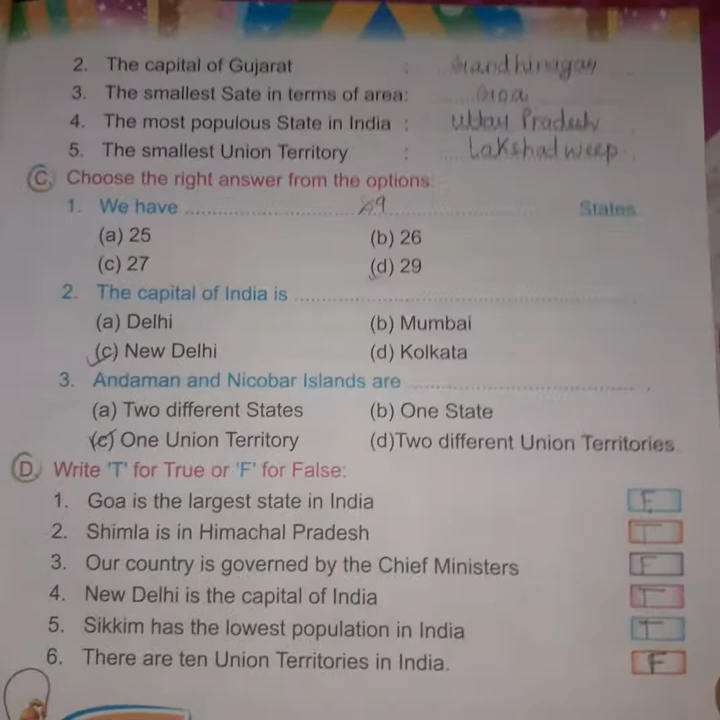 2. The capital of Gujarat : Gandhinagar
3. The smallest Sate in terms of area: Goa
4. The most populous State in India : Uttar Pradesh
5. The smallest Union Territory : Lakshadweep.
C. Choose the right answer from the options:
1. We have ........ 29 ........ States
(a) 25 (b) 26
(c) 27 (d) 29
2. The capital of India is ........
(a) Delhi (b) Mumbai
(c) New Delhi (d) Kolkata
3. Andaman and Nicobar Islands are ........ .
(a) Two different States (b) One State
(c) One Union Territory (d)Two different Union Territories.
D. Write 'T' for True or 'F' for False:
1. Goa is the largest state in India F
2. Shimla is in Himachal Pradesh T
3. Our country is governed by the Chief Ministers F
4. New Delhi is the capital of India T
5. Sikkim has the lowest population in India T
6. There are ten Union Territories in India. F